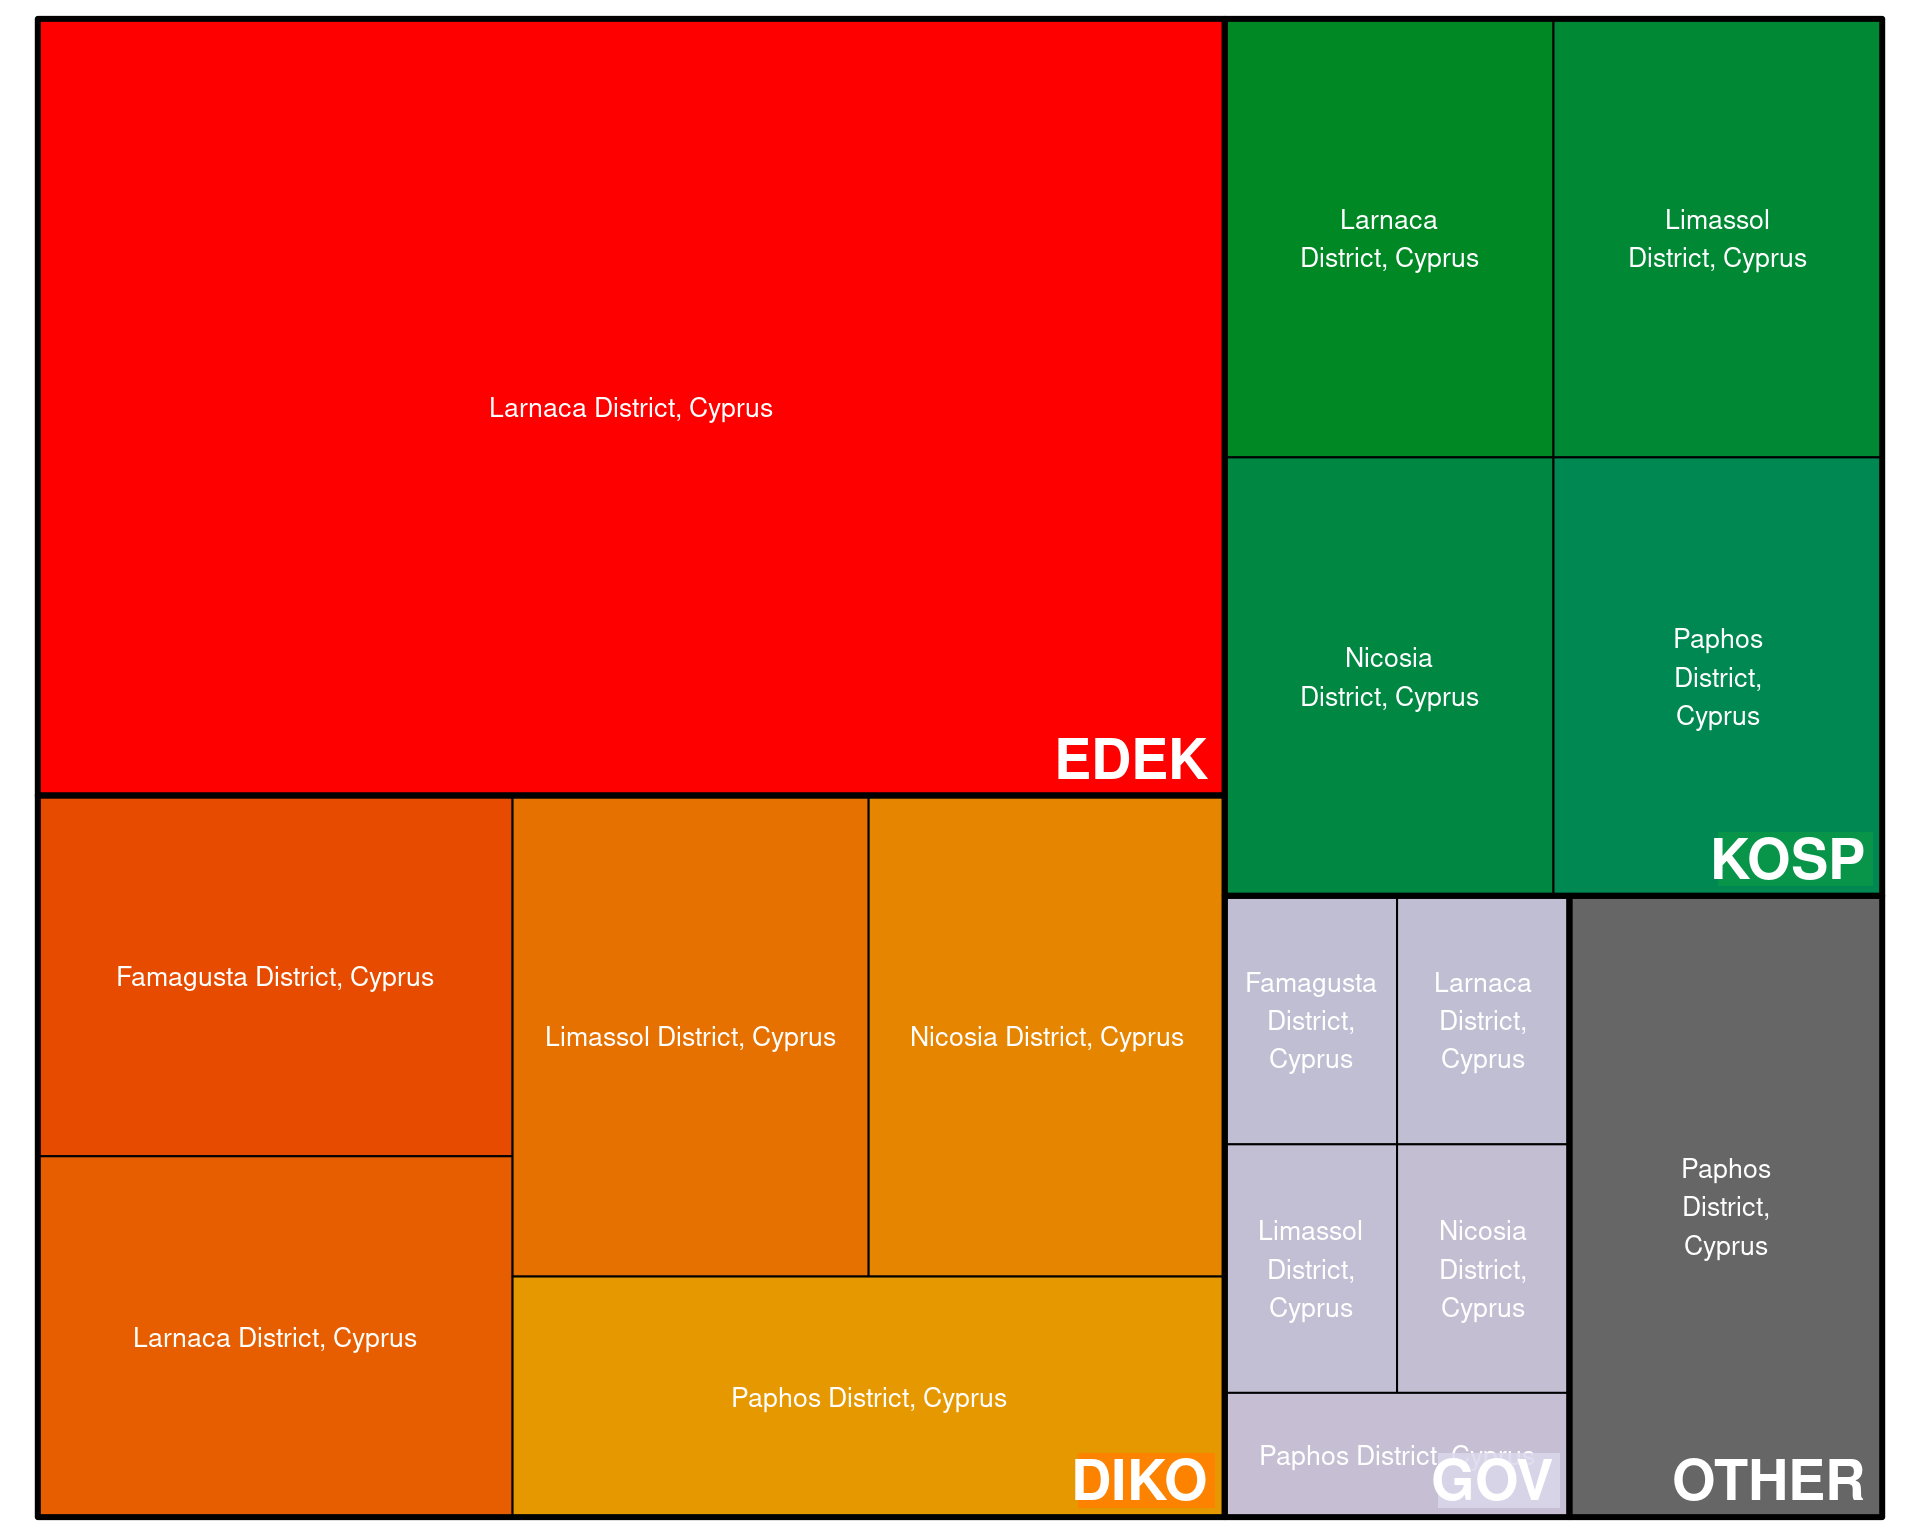 Larnaca District, Cyprus
EDEK
Larnaca
District, Cyprus
Limassol
District, Cyprus
Nicosia
District, Cyprus
Paphos
District,
Cyprus
KOSP
Famagusta District, Cyprus
Larnaca District, Cyprus
Limassol District, Cyprus
Nicosia District, Cyprus
Paphos District, Cyprus
DIKO
Famagusta
District,
Cyprus
Larnaca
District,
Cyprus
Limassol
District,
Cyprus
Nicosia
District,
Cyprus
Paphos District, Cyprus
GOV
Paphos
District,
Cyprus
OTHER